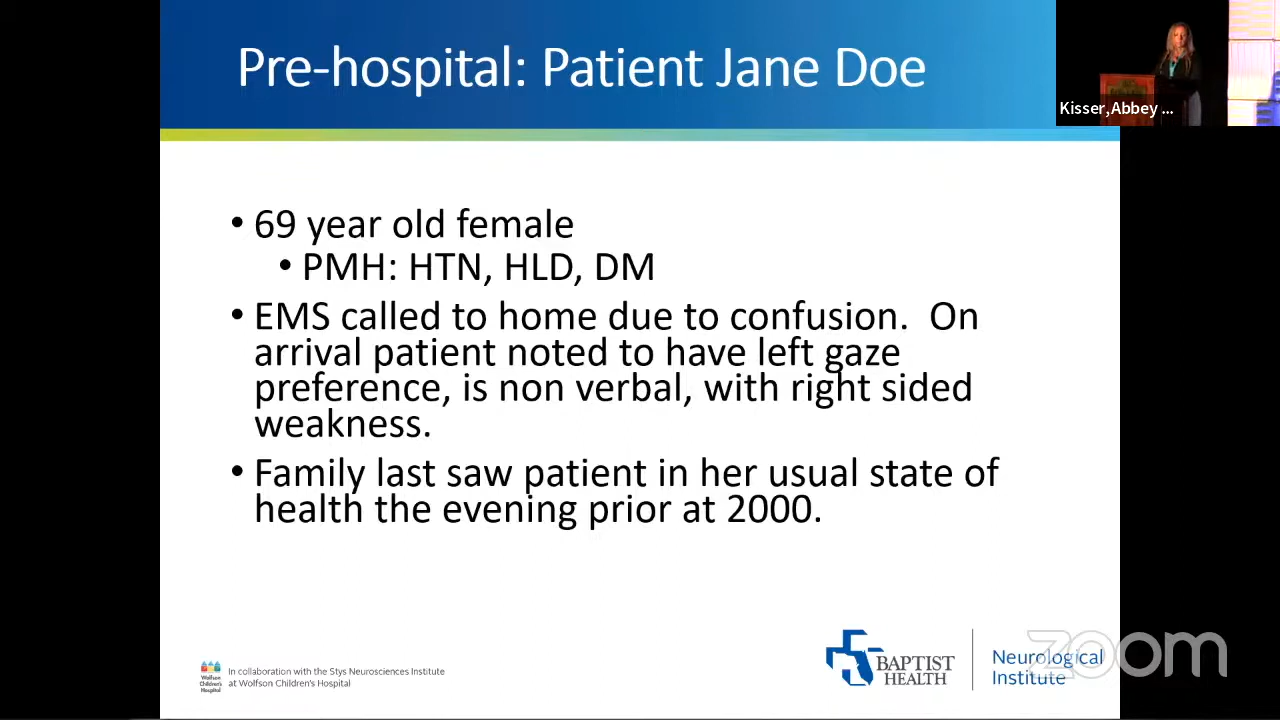 Pre-hospital: Patient Jane Doe
Kisser,Abbey ...
• 69 year old female
• PMH: HTN, HLD, DM
• EMS called to home due to confusion.  On
arrival patient noted to have left gaze
preference, is non verbal, with right sided
weakness.
• Family last saw patient in her usual state of
health the evening prior at 2000.
Wolfson
Children's
Hospital
In collaboration with the Stys Neurosciences Institute
at Wolfson Children's Hospital
BAPTIST
HEALTH
Neurological
Institute
zoom